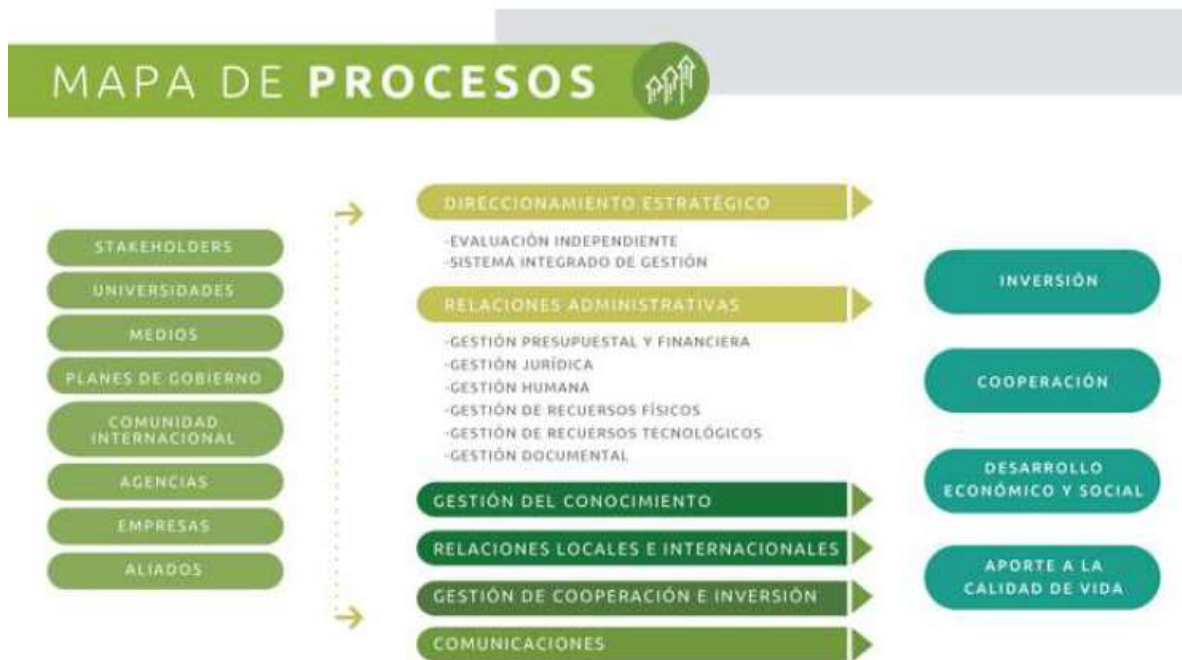 MAPA DE PROCESOS
STAKEHOLDERS
UNIVERSIDADES
MEDIOS
PLANES DE GOBIERNO
COMUNIDAD
INTERNACIONAL
AGENCIAS
EMPRESAS
ALIADOS
DIRECCIONAMIENTO ESTRATÉGICO
-EVALUACIÓN INDEPENDIENTE
-SISTEMA INTEGRADO DE GESTIÓN
RELACIONES ADMINISTRATIVAS
-GESTIÓN PRESUPUESTAL Y FINANCIERA
-GESTIÓN JURÍDICA
-GESTIÓN HUMANA
-GESTIÓN DE RECUERSOS FÍSICOS
-GESTIÓN DE RECUERSOS TECNOLÓGICOS
-GESTIÓN DOCUMENTAL
GESTIÓN DEL CONOCIMIENTO
RELACIONES LOCALES E INTERNACIONALES
GESTIÓN DE COOPERACIÓN E INVERSIÓN
COMUNICACIONES
INVERSIÓN
COOPERACIÓN
DESARROLLO
ECONÓMICO Y SOCIAL
APORTE A LA
CALIDAD DE VIDA